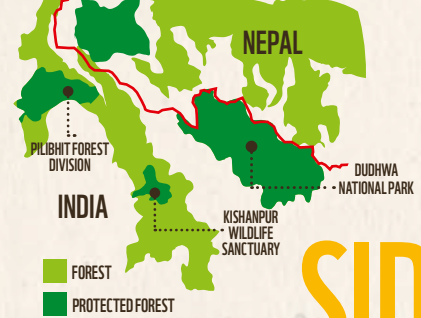 NEPAL
PILIBHIT FOREST
DIVISION
DUDHWA
NATIONAL PARK
INDIA
KISHANPUR
WILDLIFE
SANCTUARY
FOREST
PROTECTED FOREST